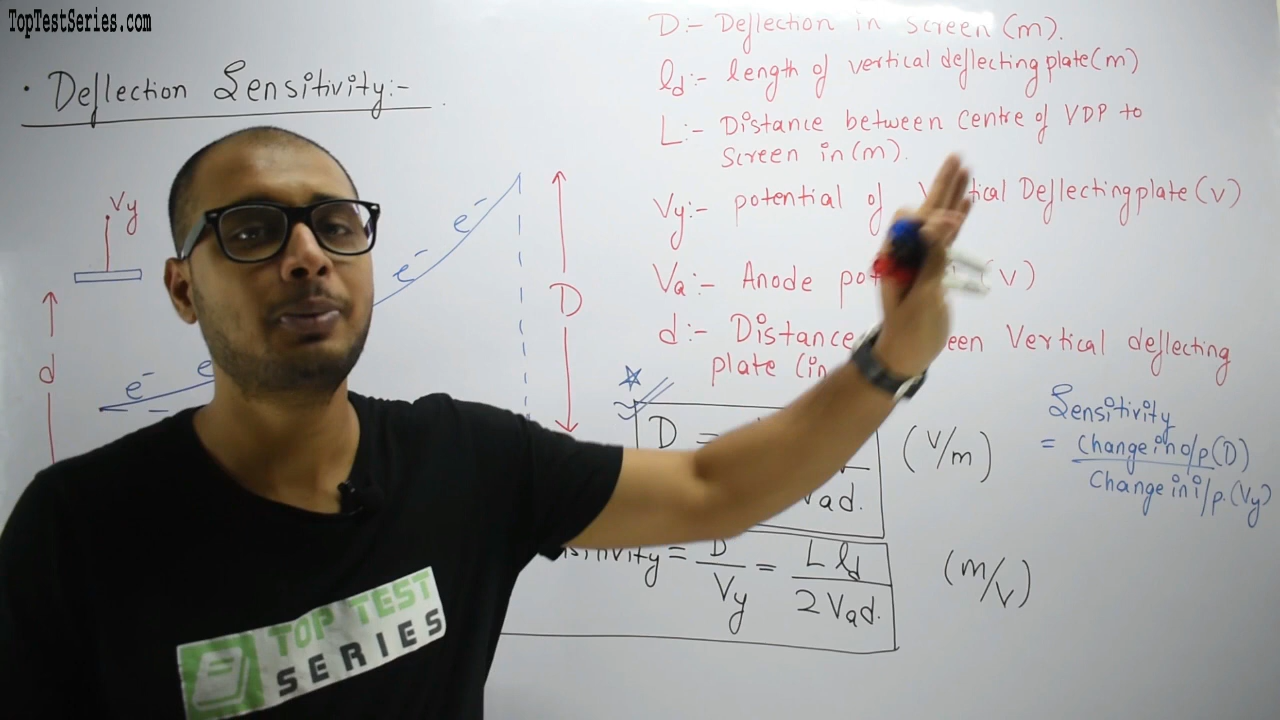 TopTestSeries.com
· Deflection Sensitivity:-
D:- Deflection in screen (m).
ld:- length of vertical deflecting plate (m)
L:- Distance between centre of VDP to
screen in (m).
Vy:- potential of Deflecting plate (v)
Va:- Anode (v)
d:- Distance Vertical deflecting
plate (in
Vy
d
e-
e-
e-
e-
D
D =
Vad.
(V/m)
Sensitivity
= Change in o/p (D)
Change in i/p. (Vy)
= D/Vy = L ld/2 Vad.
(m/v)
TOP TEST
SERIES